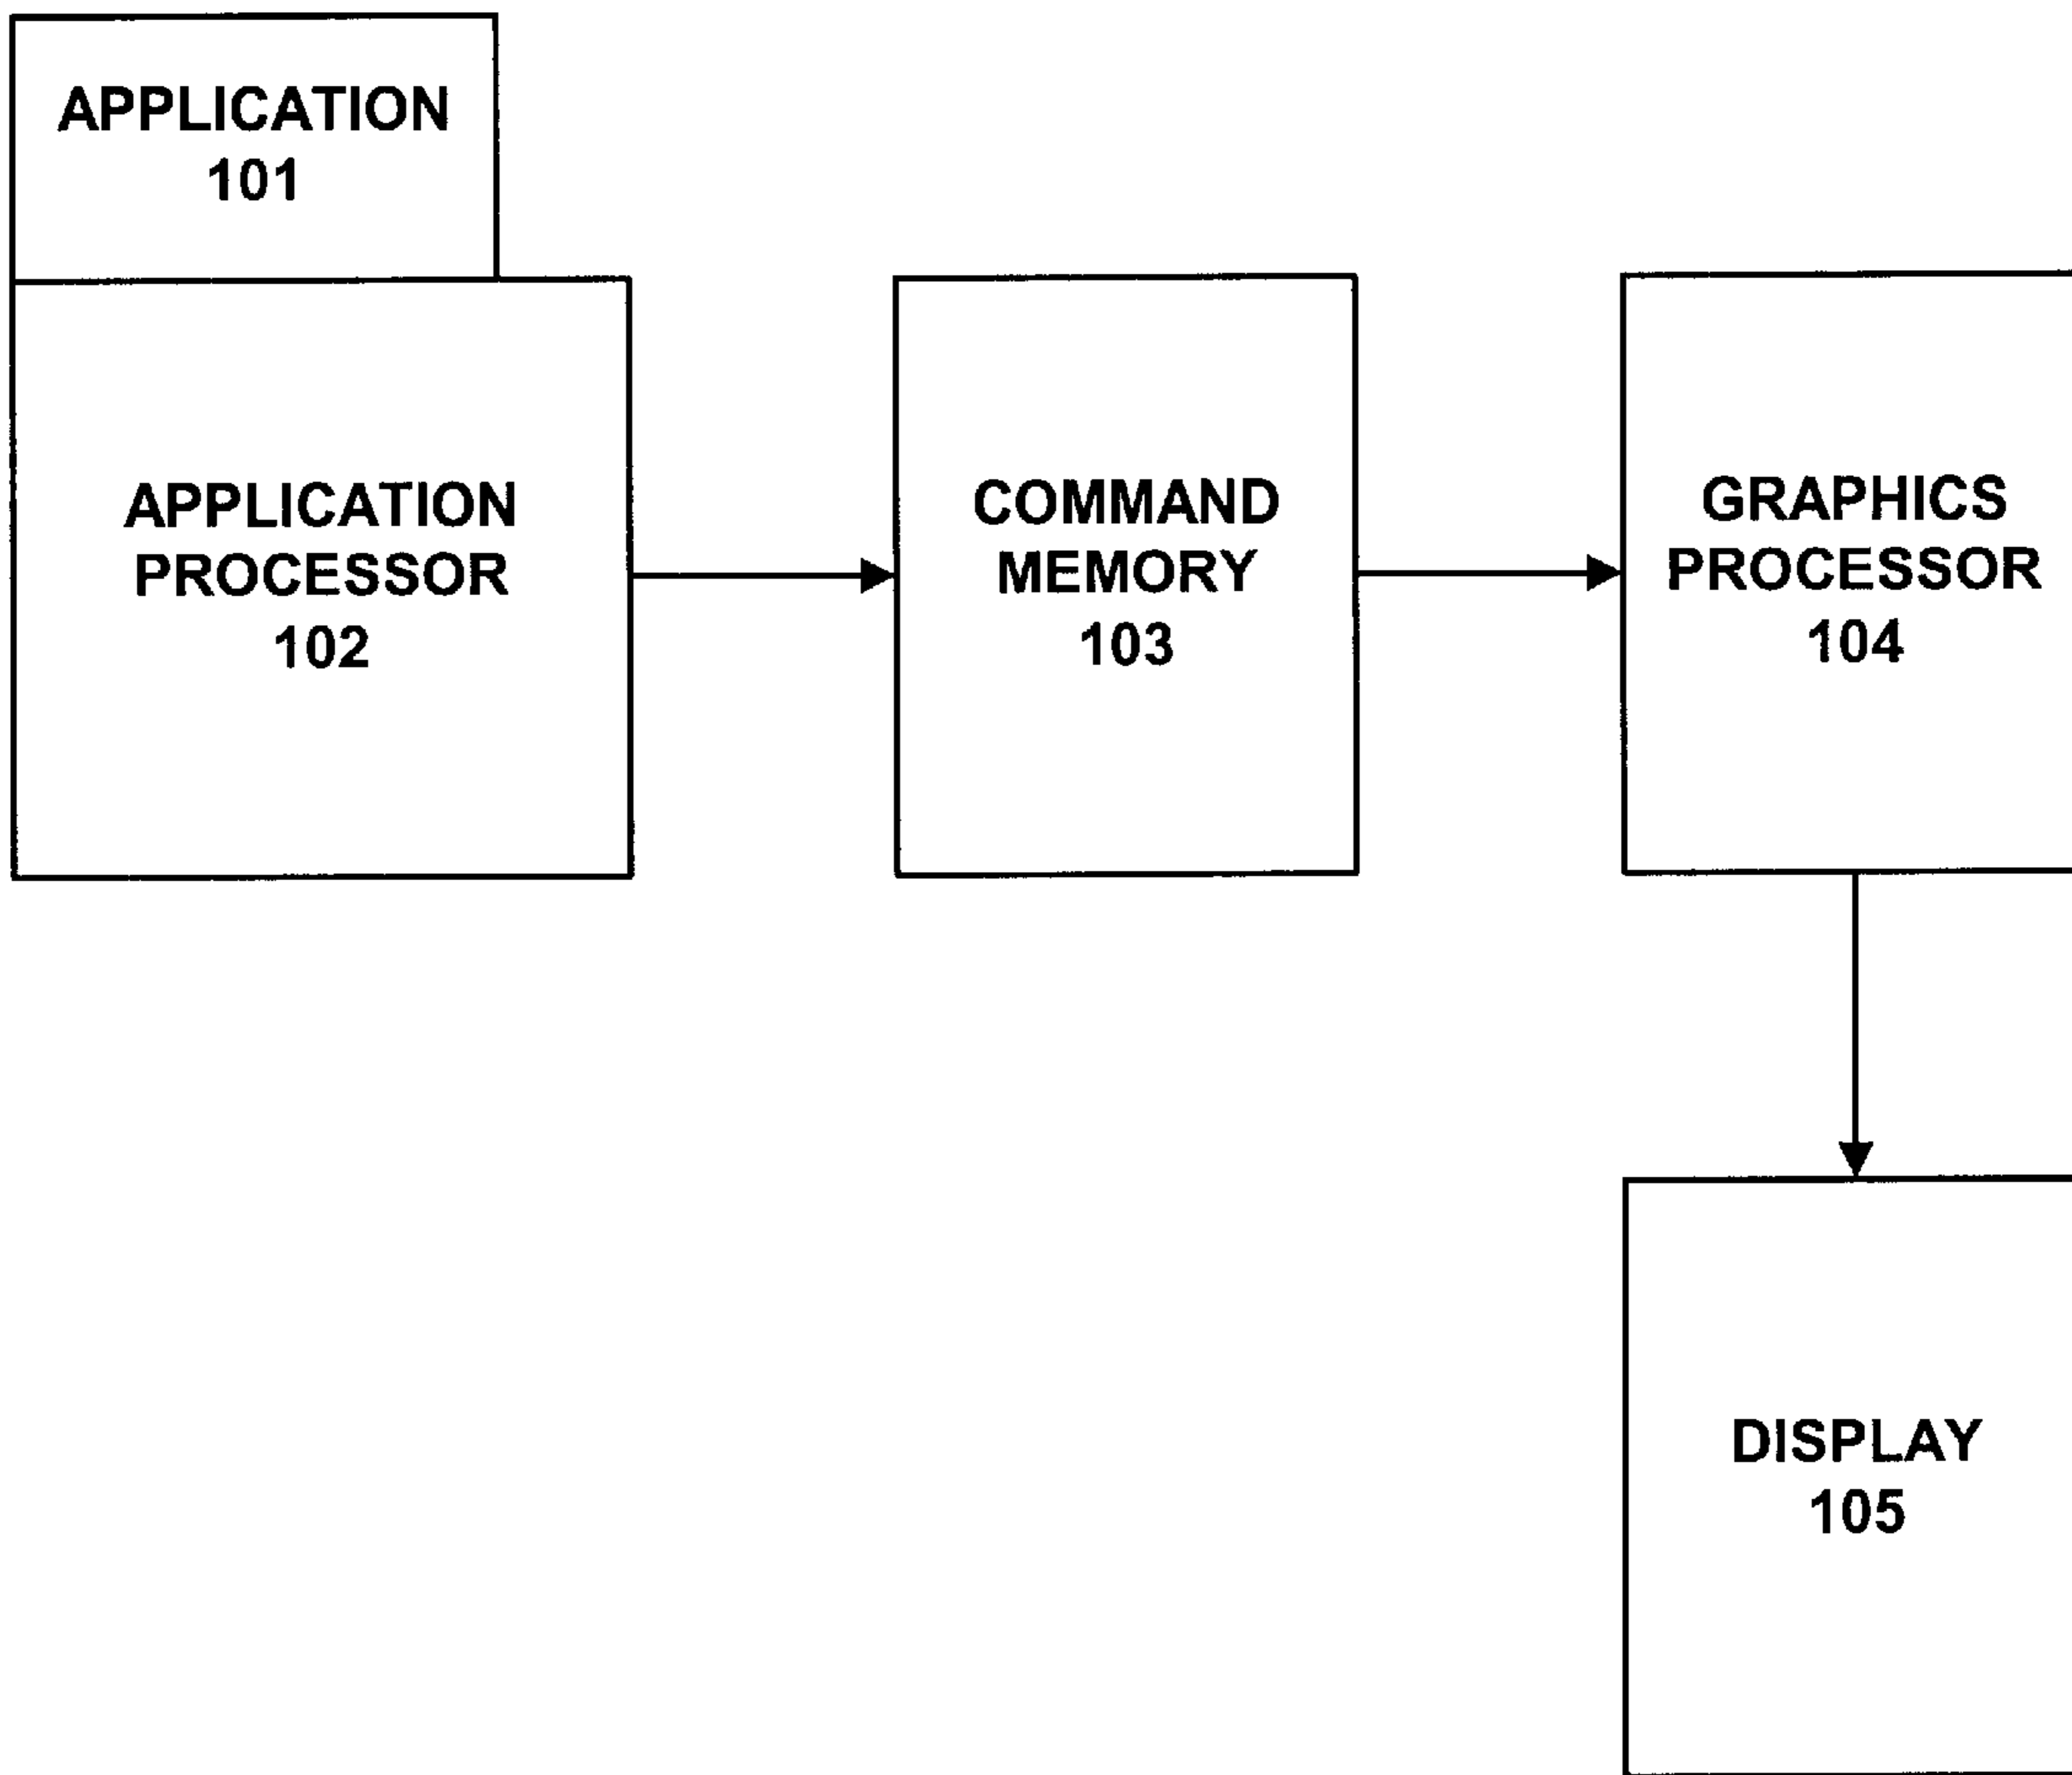 APPLICATION
101
APPLICATION
PROCESSOR
102
COMMAND
MEMORY
103
GRAPHICS
PROCESSOR
104
DISPLAY
105